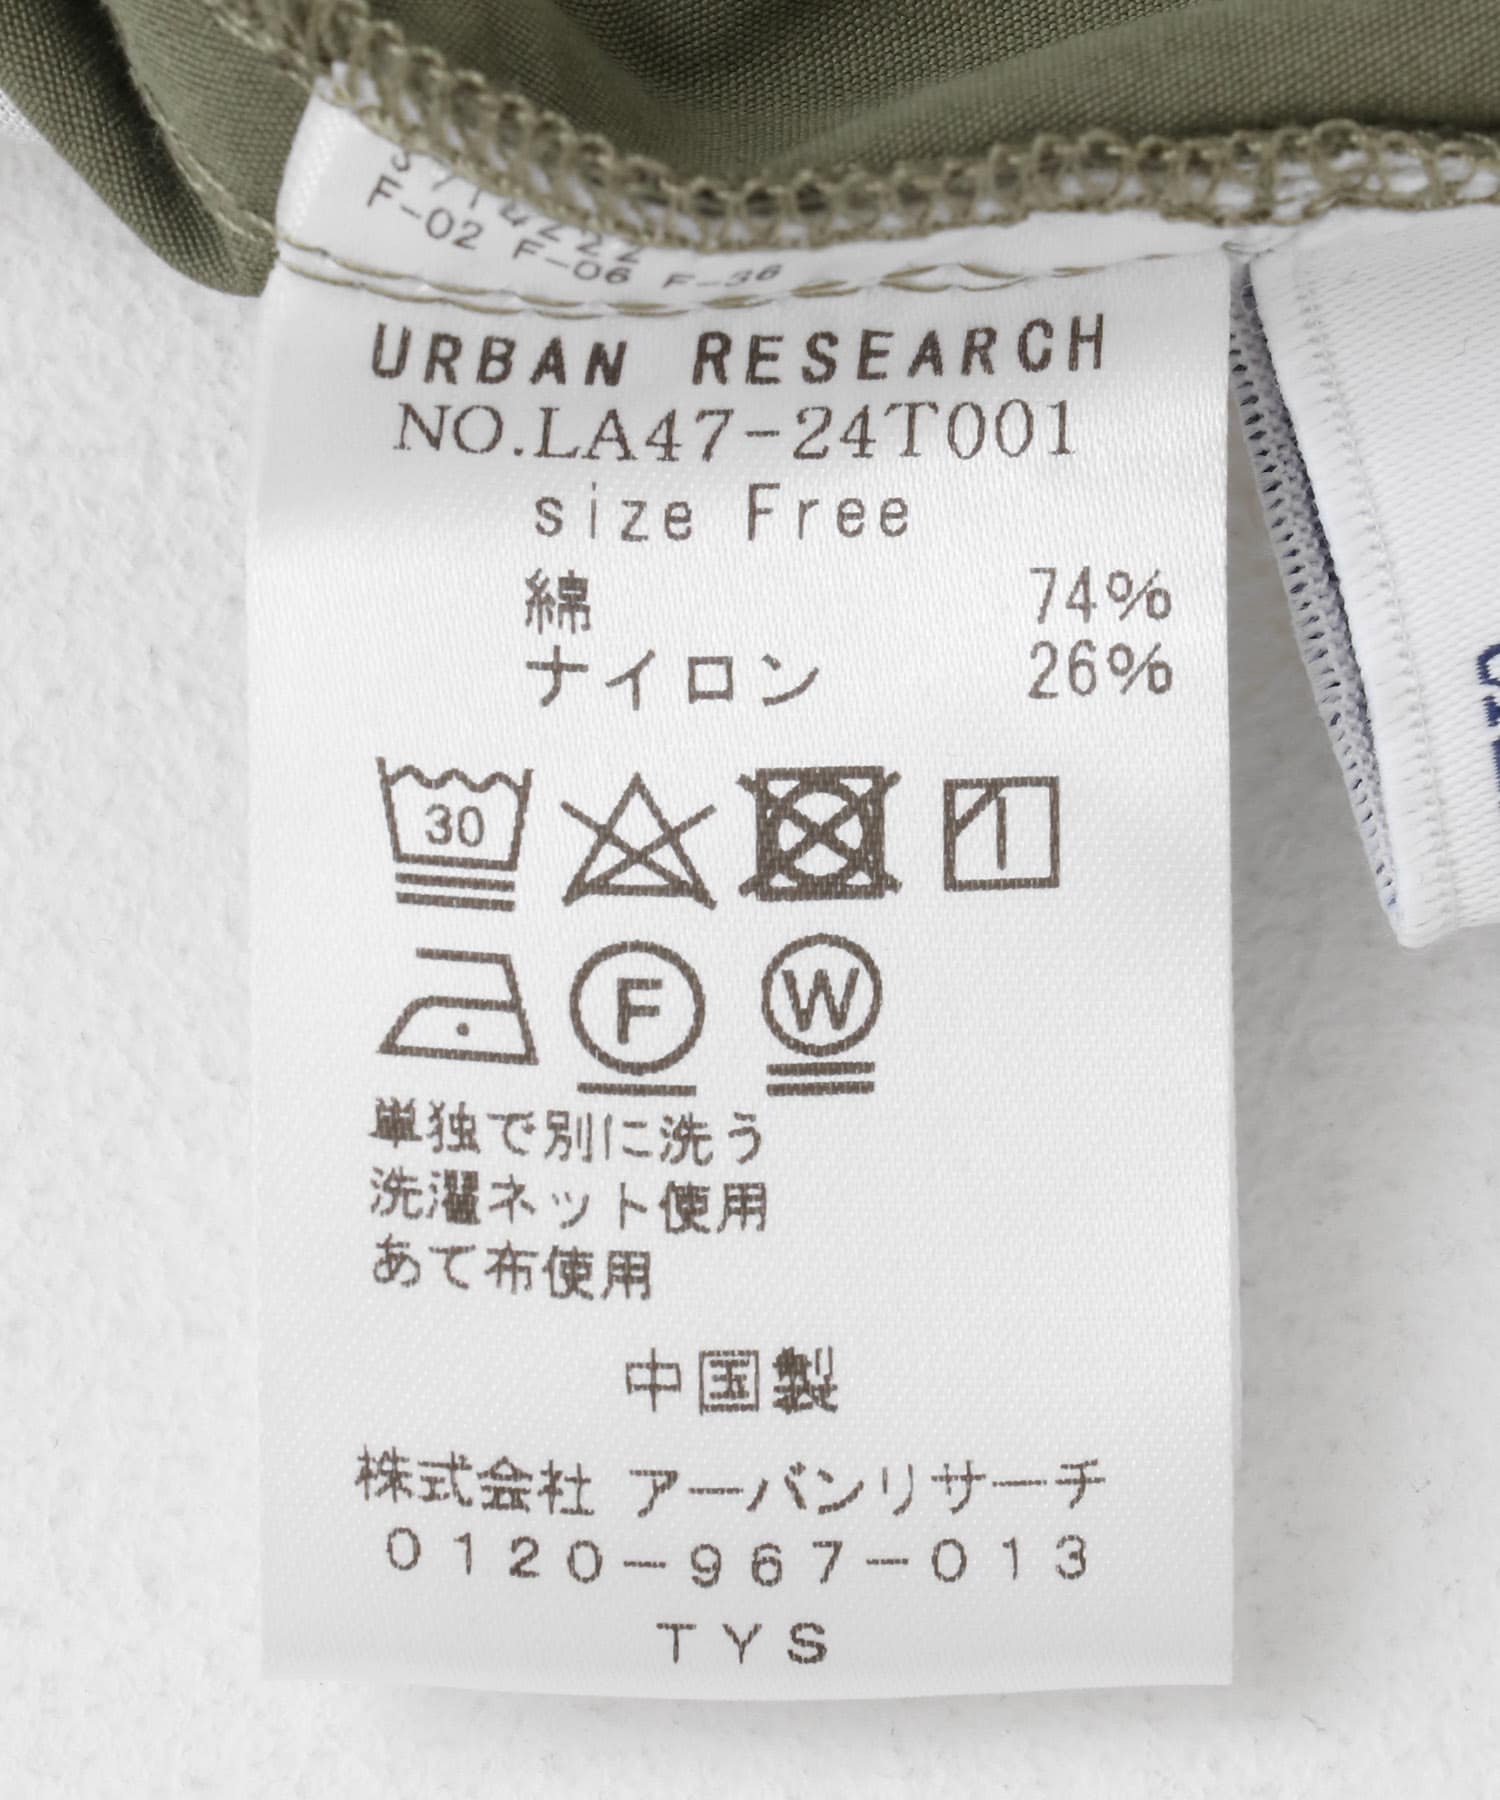 F-02 F-06 F-36
URBAN RESEARCH
NO.LA47-24T001
size Free
綿 74%
ナイロン 26%
30
F W
単独で別に洗う
洗濯ネット使用
あて布使用
中国製
株式会社 アーバンリサーチ
0120-967-013
TYS